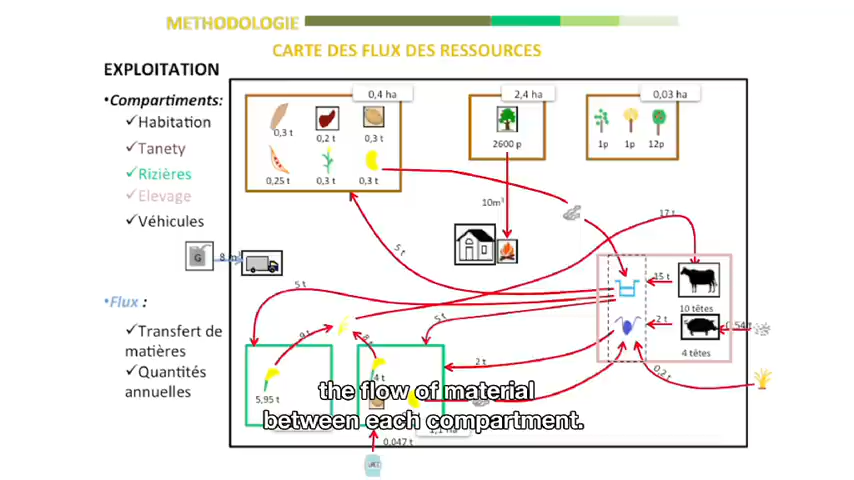 METHODOLOGIE
CARTE DES FLUX DES RESSOURCES
EXPLOITATION
•Compartiments:
✓Habitation
✓Tanety
✓Rizières
✓Elevage
✓Véhicules
•Flux :
✓Transfert de
matières
✓Quantités
annuelles
0,4 ha
0,3 t
0,2 t
0,3 t
0,25 t
0,3 t
0,3 t
2,4 ha
2600 p
0,03 ha
1p
1p
12p
10m³
17 t
5 t
G
15 t
10 têtes
2 t
4 têtes
0,2 t
5 t
5 t
9 t
8 t
2 t
5,95 t
4 t
0,047 t
the flow of material
between each compartment.